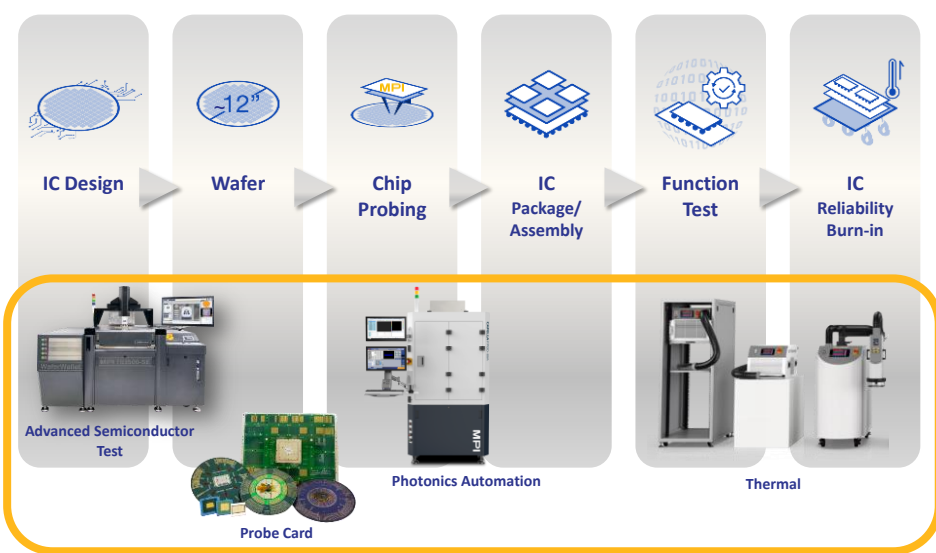 ~12”
MPI
IC Design
Wafer
Chip
Probing
IC
Package/
Assembly
Function
Test
IC
Reliability
Burn-in
Advanced Semiconductor
Test
Probe Card
MPI
Photonics Automation
Thermal